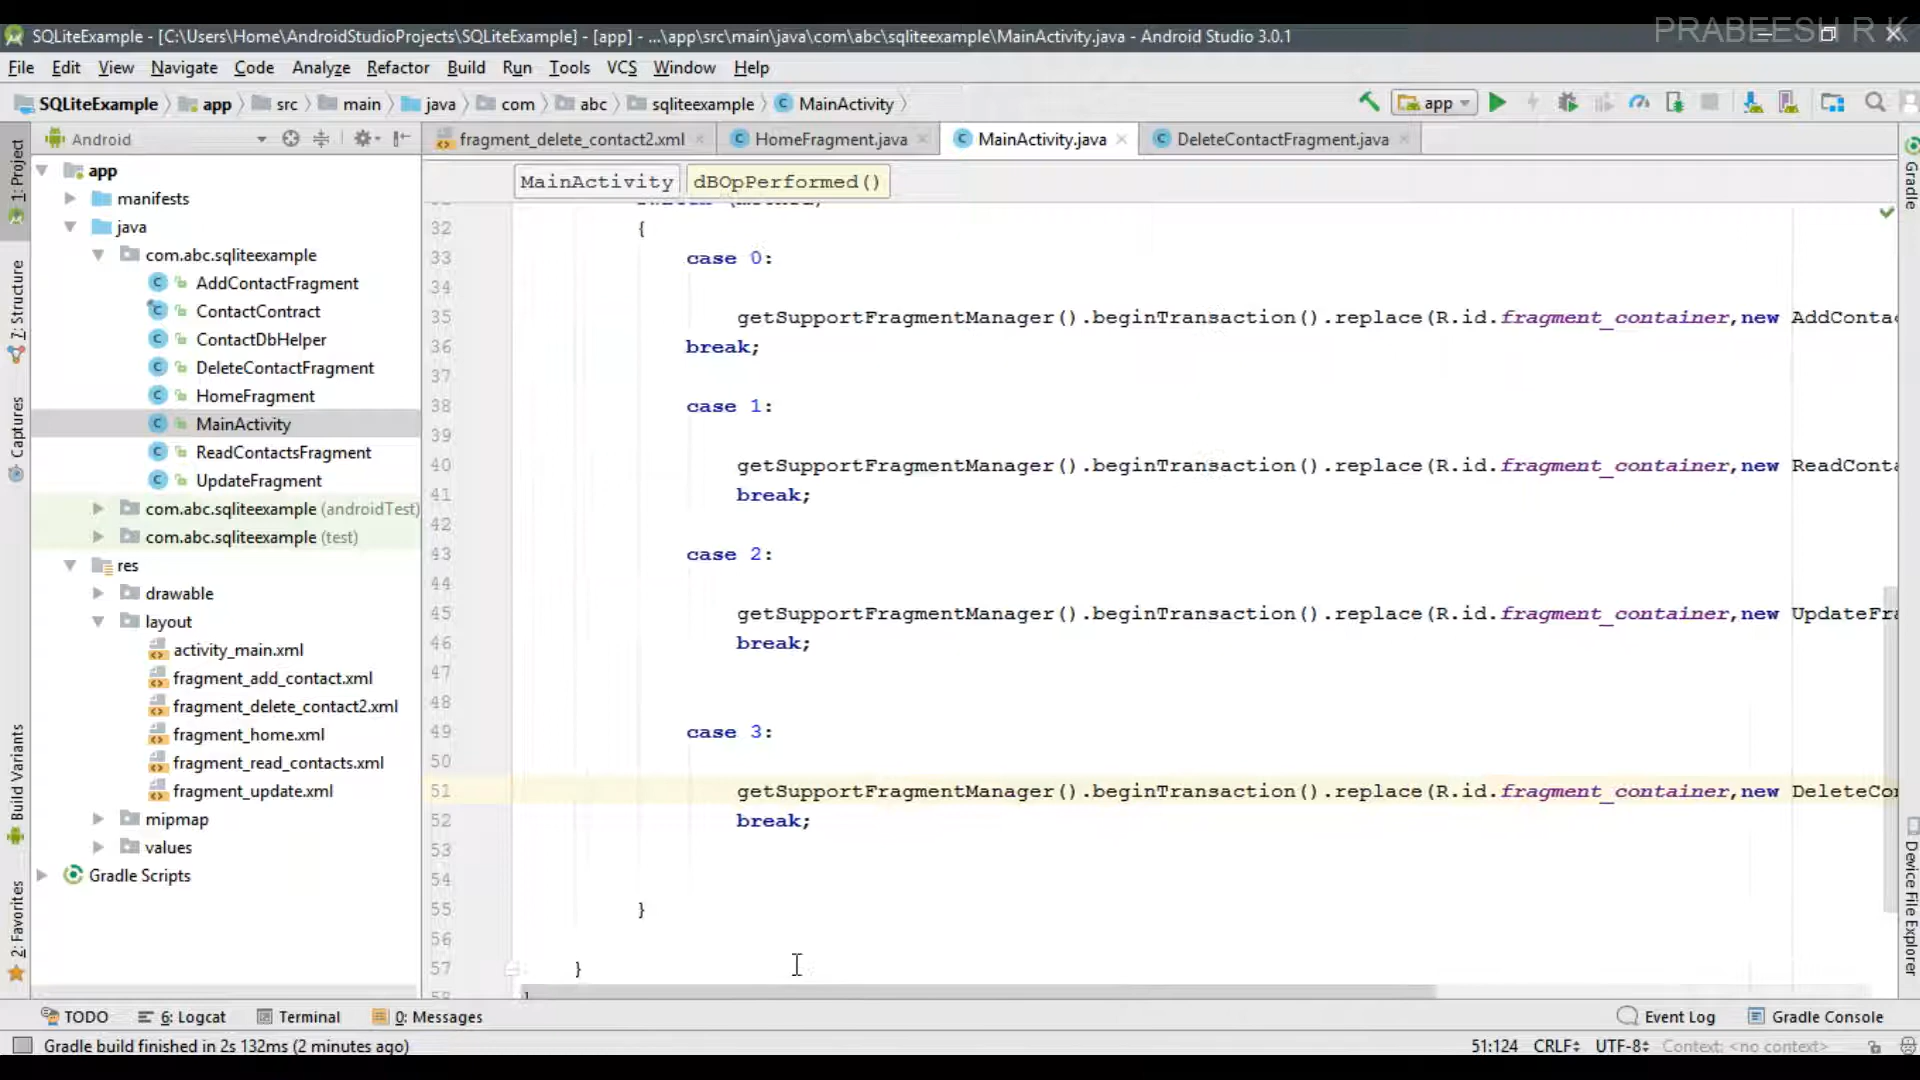 PRABEESH R K
SQLiteExample - [C:\Users\Home\AndroidStudioProjects\SQLiteExample] - [app] - ...\app\src\main\java\com\abc\sqliteexample\MainActivity.java - Android Studio 3.0.1
File Edit View Navigate Code Analyze Refactor Build Run Tools VCS Window Help
SQLiteExample app src main java com abc sqliteexample MainActivity app
Android
fragment_delete_contact2.xml HomeFragment.java MainActivity.java DeleteContactFragment.java
MainActivity dBOpPerformed()
1: Project
7: Structure
Captures
Build Variants
2: Favorites
app
manifests
java
com.abc.sqliteexample
AddContactFragment
ContactContract
ContactDbHelper
DeleteContactFragment
HomeFragment
MainActivity
ReadContactsFragment
UpdateFragment
com.abc.sqliteexample (androidTest)
com.abc.sqliteexample (test)
res
drawable
layout
activity_main.xml
fragment_add_contact.xml
fragment_delete_contact2.xml
fragment_home.xml
fragment_read_contacts.xml
fragment_update.xml
mipmap
values
Gradle Scripts
32 {
33 case 0:
34
35 getSupportFragmentManager().beginTransaction().replace(R.id.fragment_container,new AddConta
36 break;
37
38 case 1:
39
40 getSupportFragmentManager().beginTransaction().replace(R.id.fragment_container,new ReadConta
41 break;
42
43 case 2:
44
45 getSupportFragmentManager().beginTransaction().replace(R.id.fragment_container,new UpdateFra
46 break;
47
48
49 case 3:
50
51 getSupportFragmentManager().beginTransaction().replace(R.id.fragment_container,new DeleteCon
52 break;
53
54
55 }
56
57 }
58
Gradle
Device File Explorer
TODO 6: Logcat Terminal 0: Messages Event Log Gradle Console
Gradle build finished in 2s 132ms (2 minutes ago) 51:124 CRLF UTF-8 Context: <no context>